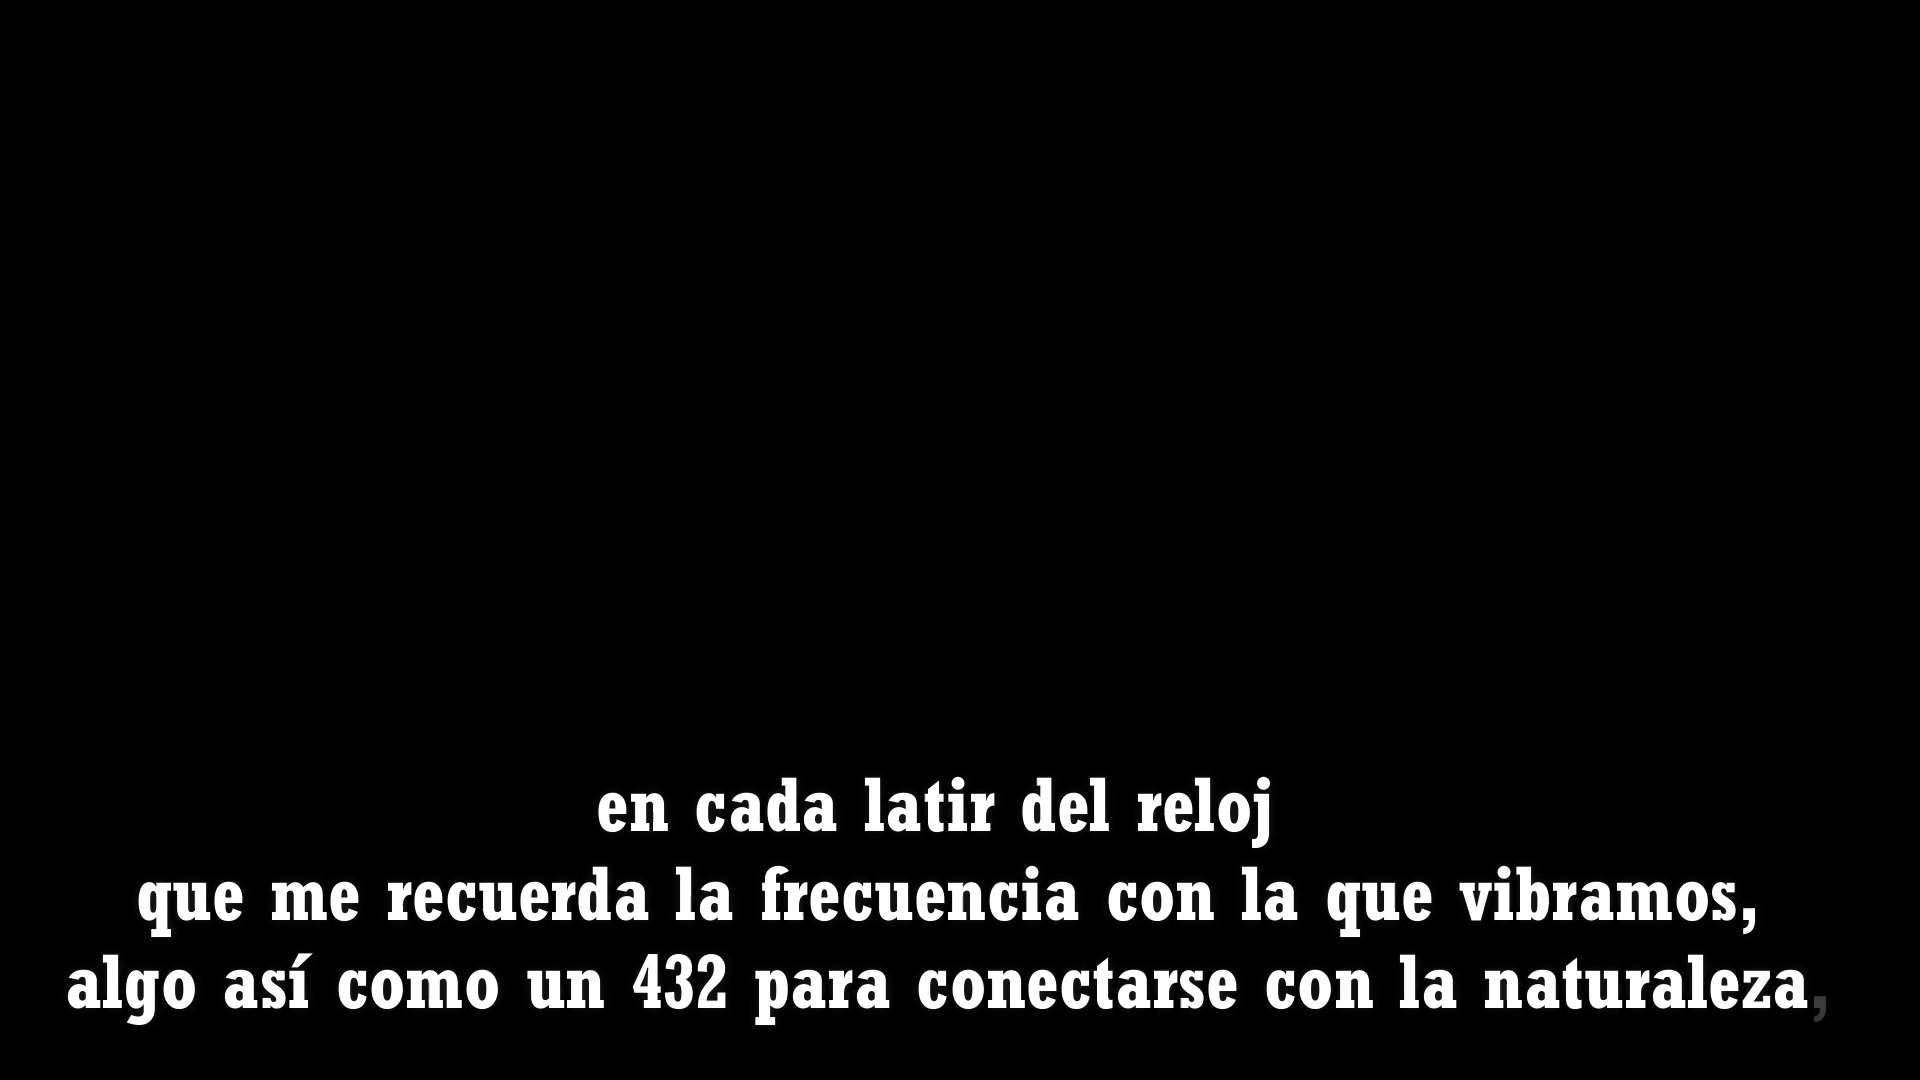 en cada latir del reloj
que me recuerda la frecuencia con la que vibramos,
algo así como un 432 para conectarse con la naturaleza,